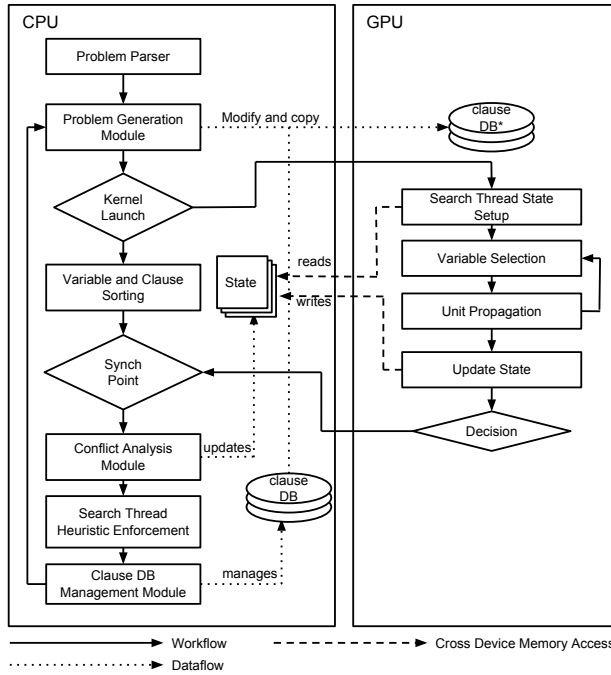 CPU
Problem Parser
Problem Generation
Module
Modify and copy
Kernel
Launch
Variable and Clause
Sorting
State
reads
writes
Synch
Point
Conflict Analysis
Module
updates
clause
DB
Search Thread
Heuristic Enforcement
Clause DB
Management Module
manages
GPU
clause
DB*
Search Thread State
Setup
Variable Selection
Unit Propagation
Update State
Decision
Workflow
Cross Device Memory Access
Dataflow